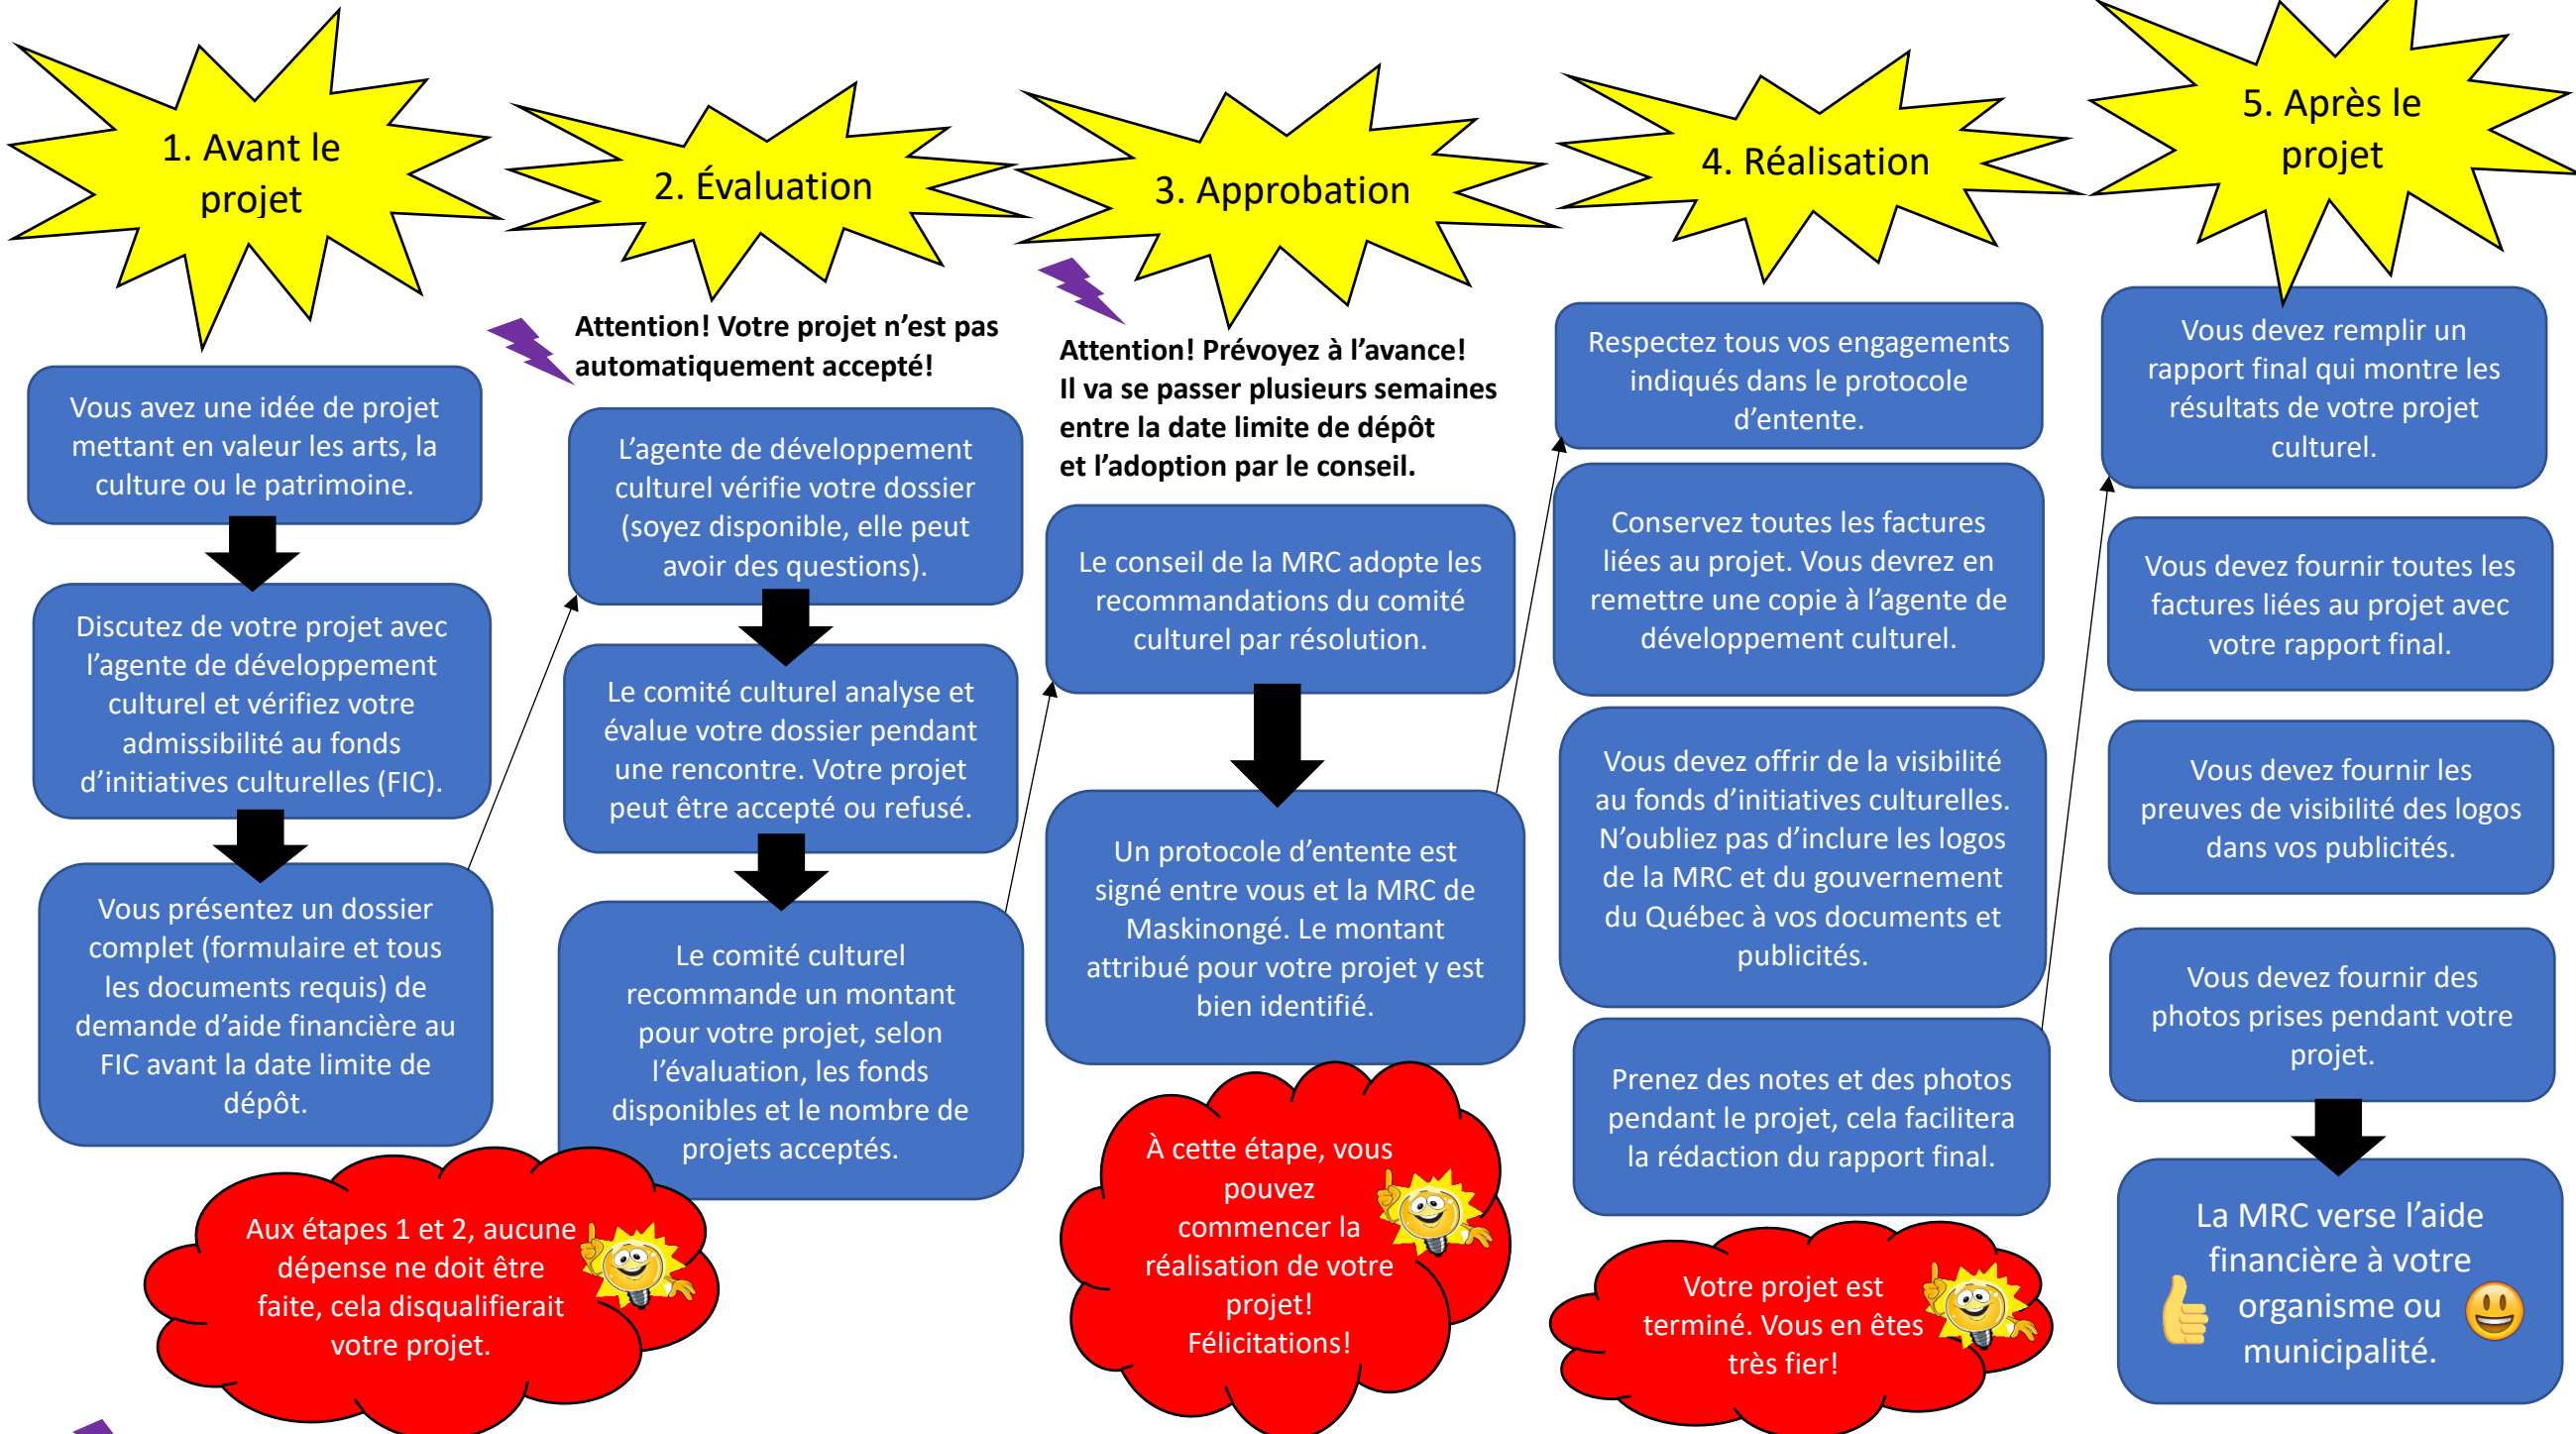 1. Avant le
projet
Vous avez une idée de projet
mettant en valeur les arts, la
culture ou le patrimoine.
Discutez de votre projet avec
l’agente de développement
culturel et vérifiez votre
admissibilité au fonds
d’initiatives culturelles (FIC).
Vous présentez un dossier
complet (formulaire et tous
les documents requis) de
demande d’aide financière au
FIC avant la date limite de
dépôt.
Aux étapes 1 et 2, aucune
dépense ne doit être
faite, cela disqualifierait
votre projet.
2. Évaluation
Attention! Votre projet n’est pas
automatiquement accepté!
L’agente de développement
culturel vérifie votre dossier
(soyez disponible, elle peut
avoir des questions).
Le comité culturel analyse et
évalue votre dossier pendant
une rencontre. Votre projet
peut être accepté ou refusé.
Le comité culturel
recommande un montant
pour votre projet, selon
l’évaluation, les fonds
disponibles et le nombre de
projets acceptés.
3. Approbation
Attention! Prévoyez à l’avance!
Il va se passer plusieurs semaines
entre la date limite de dépôt
et l’adoption par le conseil.
Le conseil de la MRC adopte les
recommandations du comité
culturel par résolution.
Un protocole d’entente est
signé entre vous et la MRC de
Maskinongé. Le montant
attribué pour votre projet y est
bien identifié.
À cette étape, vous
pouvez
commencer la
réalisation de votre
projet!
Félicitations!
4. Réalisation
Respectez tous vos engagements
indiqués dans le protocole
d’entente.
Conservez toutes les factures
liées au projet. Vous devrez en
remettre une copie à l’agente de
développement culturel.
Vous devez offrir de la visibilité
au fonds d’initiatives culturelles.
N’oubliez pas d’inclure les logos
de la MRC et du gouvernement
du Québec à vos documents et
publicités.
Prenez des notes et des photos
pendant le projet, cela facilitera
la rédaction du rapport final.
Votre projet est
terminé. Vous en êtes
très fier!
5. Après le
projet
Vous devez remplir un
rapport final qui montre les
résultats de votre projet
culturel.
Vous devez fournir toutes les
factures liées au projet avec
votre rapport final.
Vous devez fournir les
preuves de visibilité des logos
dans vos publicités.
Vous devez fournir des
photos prises pendant votre
projet.
La MRC verse l’aide
financière à votre
organisme ou
municipalité.